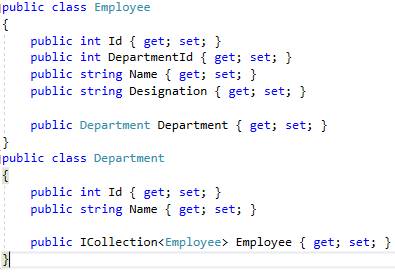 public class Employee
{
    public int Id { get; set; }
    public int DepartmentId { get; set; }
    public string Name { get; set; }
    public string Designation { get; set; }

    public Department Department { get; set; }
}
public class Department
{
    public int Id { get; set; }
    public string Name { get; set; }

    public ICollection<Employee> Employee { get; set; }
}